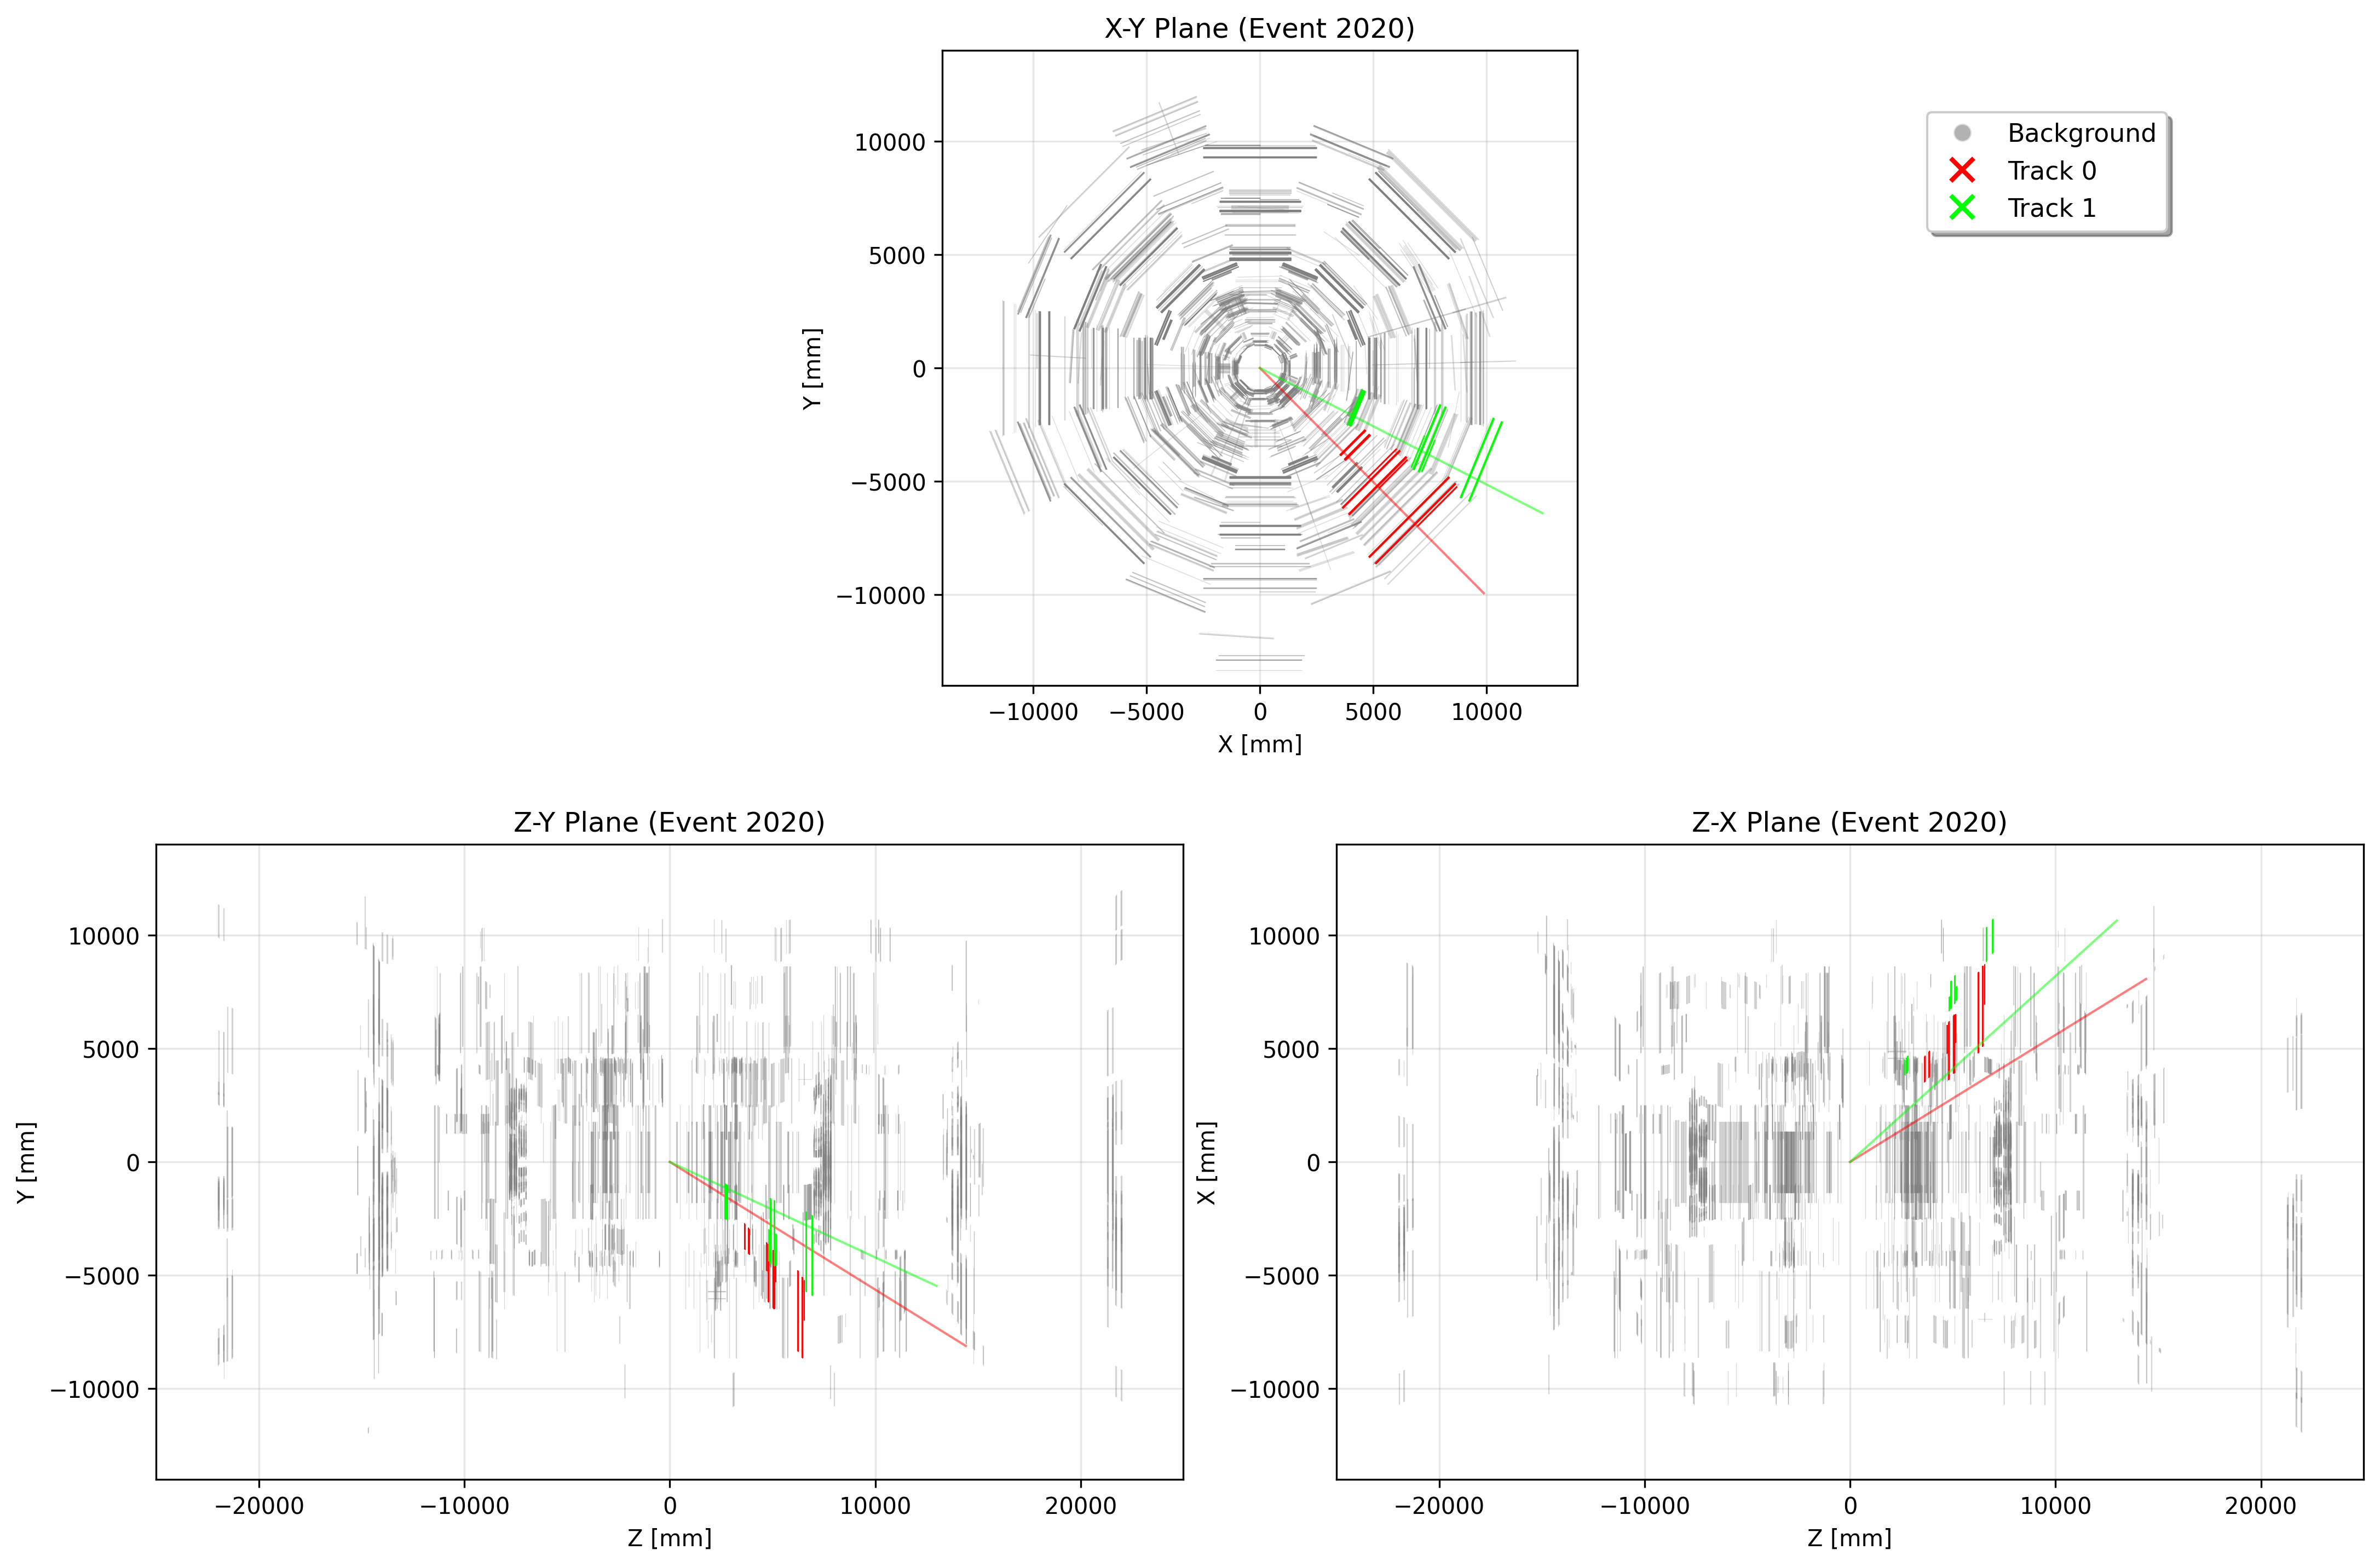 X-Y Plane (Event 2020)
Y [mm]
10000
5000
0
−5000
−10000
−10000 −5000 0 5000 10000
X [mm]
Background
Track 0
Track 1
Z-Y Plane (Event 2020)
Y [mm]
10000
5000
0
−5000
−10000
−20000 −10000 0 10000 20000
Z [mm]
Z-X Plane (Event 2020)
X [mm]
10000
5000
0
−5000
−10000
−20000 −10000 0 10000 20000
Z [mm]